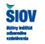 ŠIOV
Štátny inštitút
odborného
vzdelávania